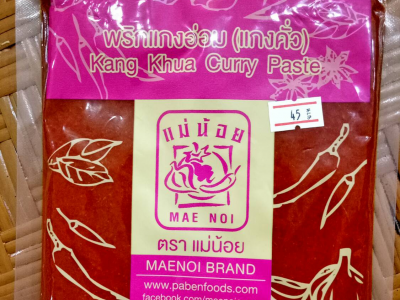 พริกแกงอ่อม (แกงคั่ว)
Kang Khua Curry Paste
45
แม่น้อย
MAE NOI
ตรา แม่น้อย
MAENOI BRAND
www.pabenfoods.com